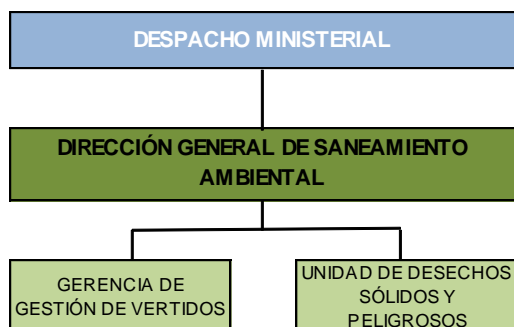 DESPACHO MINISTERIAL
DIRECCIÓN GENERAL DE SANEAMIENTO
AMBIENTAL
GERENCIA DE
GESTIÓN DE VERTIDOS
UNIDAD DE DESECHOS
SÓLIDOS Y
PELIGROSOS